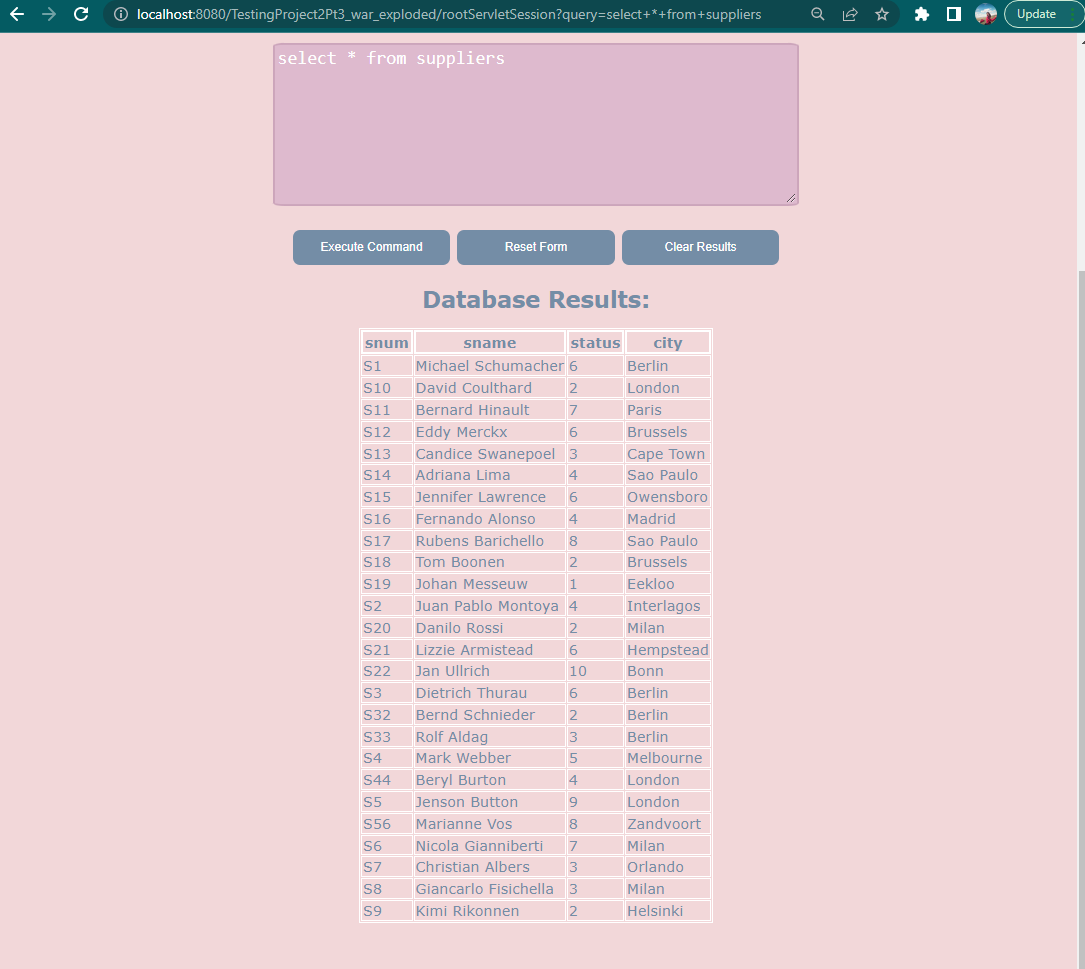 localhost:8080/TestingProject2Pt3_war_exploded/rootServletSession?query=select+*+from+suppliers Update
select * from suppliers
Execute Command Reset Form Clear Results
Database Results:
snum sname status city
S1 Michael Schumacher 6 Berlin
S10 David Coulthard 2 London
S11 Bernard Hinault 7 Paris
S12 Eddy Merckx 6 Brussels
S13 Candice Swanepoel 3 Cape Town
S14 Adriana Lima 4 Sao Paulo
S15 Jennifer Lawrence 6 Owensboro
S16 Fernando Alonso 4 Madrid
S17 Rubens Barichello 8 Sao Paulo
S18 Tom Boonen 2 Brussels
S19 Johan Messeuw 1 Eekloo
S2 Juan Pablo Montoya 4 Interlagos
S20 Danilo Rossi 2 Milan
S21 Lizzie Armistead 6 Hempstead
S22 Jan Ullrich 10 Bonn
S3 Dietrich Thurau 6 Berlin
S32 Bernd Schnieder 2 Berlin
S33 Rolf Aldag 3 Berlin
S4 Mark Webber 5 Melbourne
S44 Beryl Burton 4 London
S5 Jenson Button 9 London
S56 Marianne Vos 8 Zandvoort
S6 Nicola Gianniberti 7 Milan
S7 Christian Albers 3 Orlando
S8 Giancarlo Fisichella 3 Milan
S9 Kimi Rikonnen 2 Helsinki